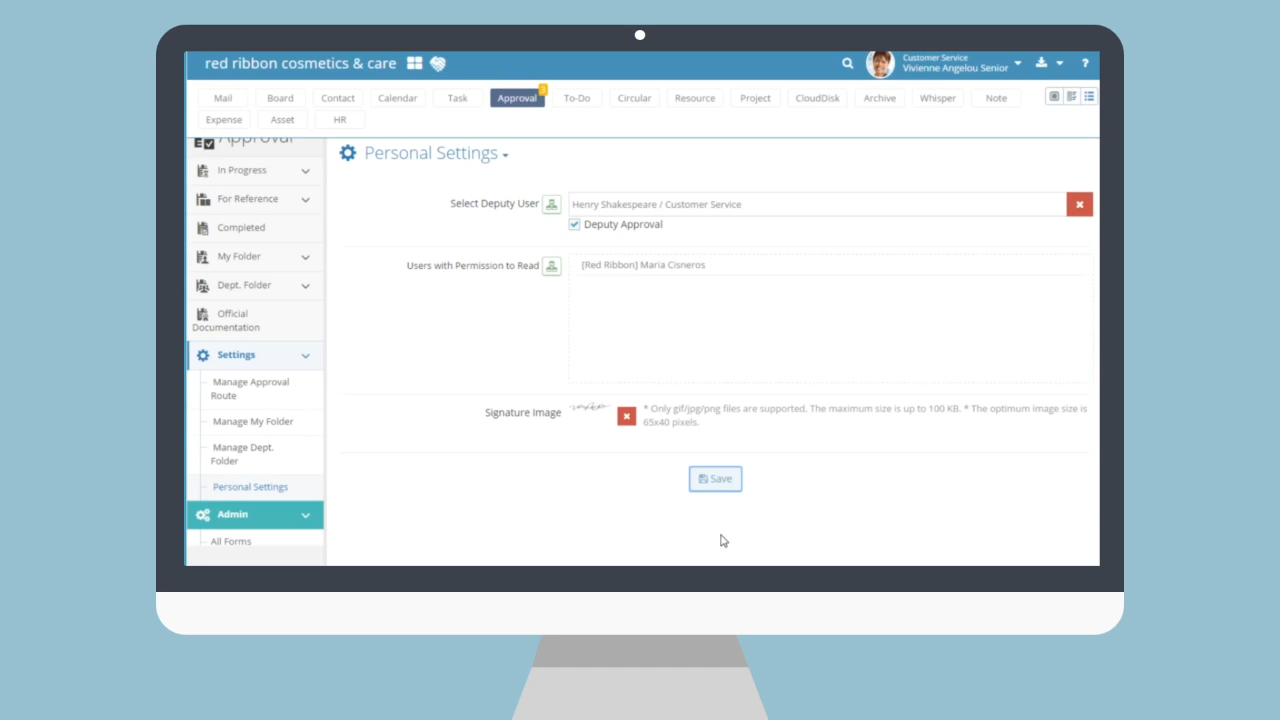 red ribbon cosmetics & care
Customer Service
Vivienne Angelou Senior
?
Mail Board Contact Calendar Task Approval To-Do Circular Resource Project CloudDisk Archive Whisper Note
Expense Asset HR
Approval
In Progress
For Reference
Completed
My Folder
Dept. Folder
Official
Documentation
Settings
Manage Approval
Route
Manage My Folder
Manage Dept.
Folder
Personal Settings
Admin
All Forms
Personal Settings
Select Deputy User
Henry Shakespeare / Customer Service
Deputy Approval
Users with Permission to Read
[Red Ribbon] Maria Cisneros
Signature Image
* Only gif/jpg/png files are supported. The maximum size is up to 100 KB. * The optimum image size is
65x40 pixels.
Save